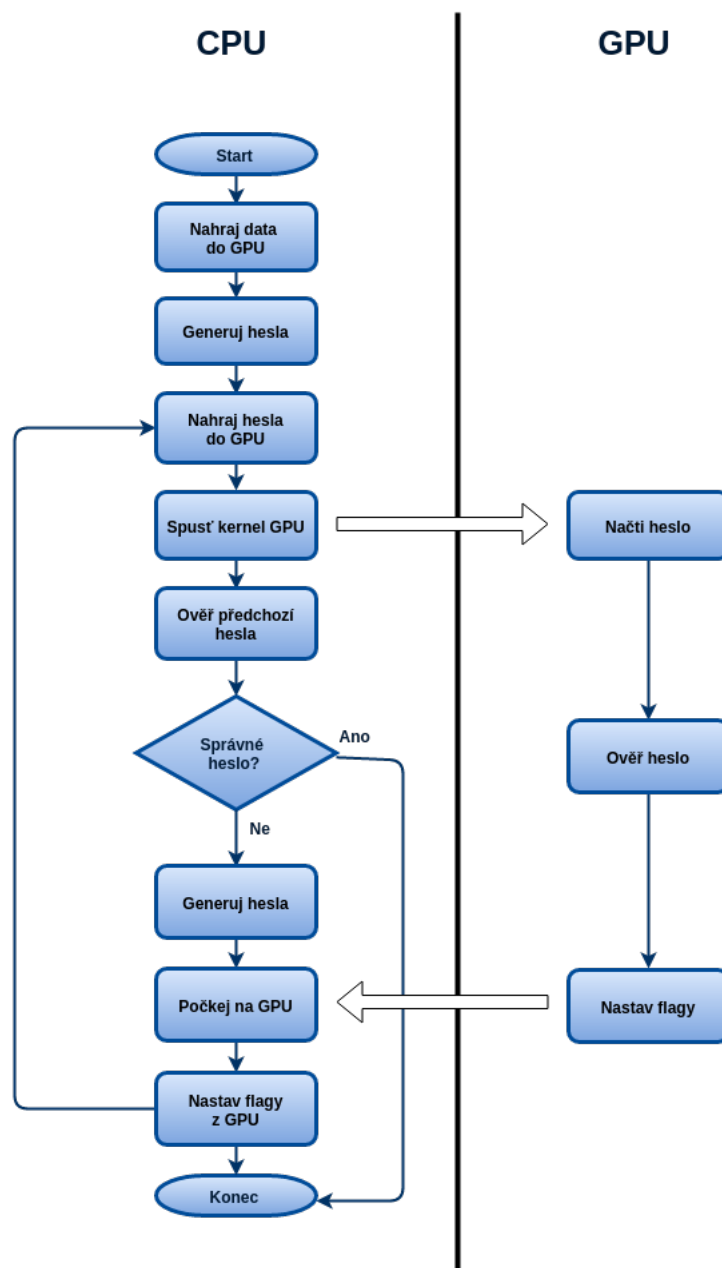 CPU
GPU
Start
Nahraj data
do GPU
Generuj hesla
Nahraj hesla
do GPU
Spusť kernel GPU
Načti heslo
Ověř předchozí
hesla
Správné
heslo?
Ano
Ověř heslo
Ne
Generuj hesla
Počkej na GPU
Nastav flagy
Nastav flagy
z GPU
Konec